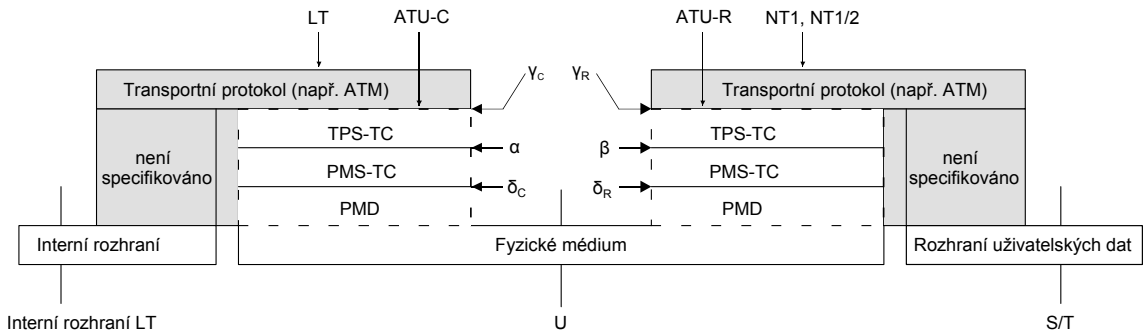 LT
ATU-C
ATU-R
NT1, NT1/2
Transportní protokol (např. ATM)
γC
γR
Transportní protokol (např. ATM)
není
specifikováno
TPS-TC
α
β
TPS-TC
není
specifikováno
PMS-TC
δC
δR
PMS-TC
PMD
PMD
Interní rozhraní
Fyzické médium
Rozhraní uživatelských dat
Interní rozhraní LT
U
S/T